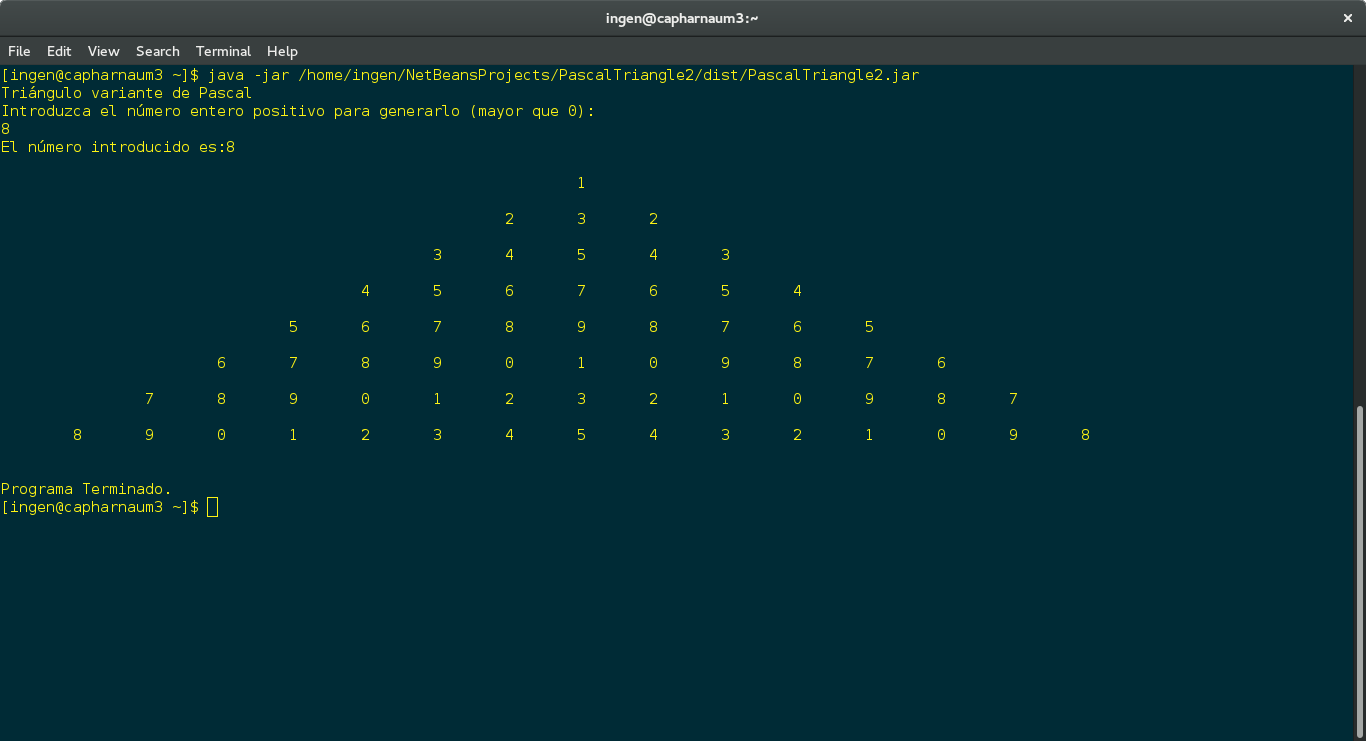 ingen@capharnaum3:~ ×
File Edit View Search Terminal Help
[ingen@capharnaum3 ~]$ java -jar /home/ingen/NetBeansProjects/PascalTriangle2/dist/PascalTriangle2.jar
Triángulo variante de Pascal
Introduzca el número entero positivo para generarlo (mayor que 0):
8
El número introducido es:8
1
2 3 2
3 4 5 4 3
4 5 6 7 6 5 4
5 6 7 8 9 8 7 6 5
6 7 8 9 0 1 0 9 8 7 6
7 8 9 0 1 2 3 2 1 0 9 8 7
8 9 0 1 2 3 4 5 4 3 2 1 0 9 8
Programa Terminado.
[ingen@capharnaum3 ~]$